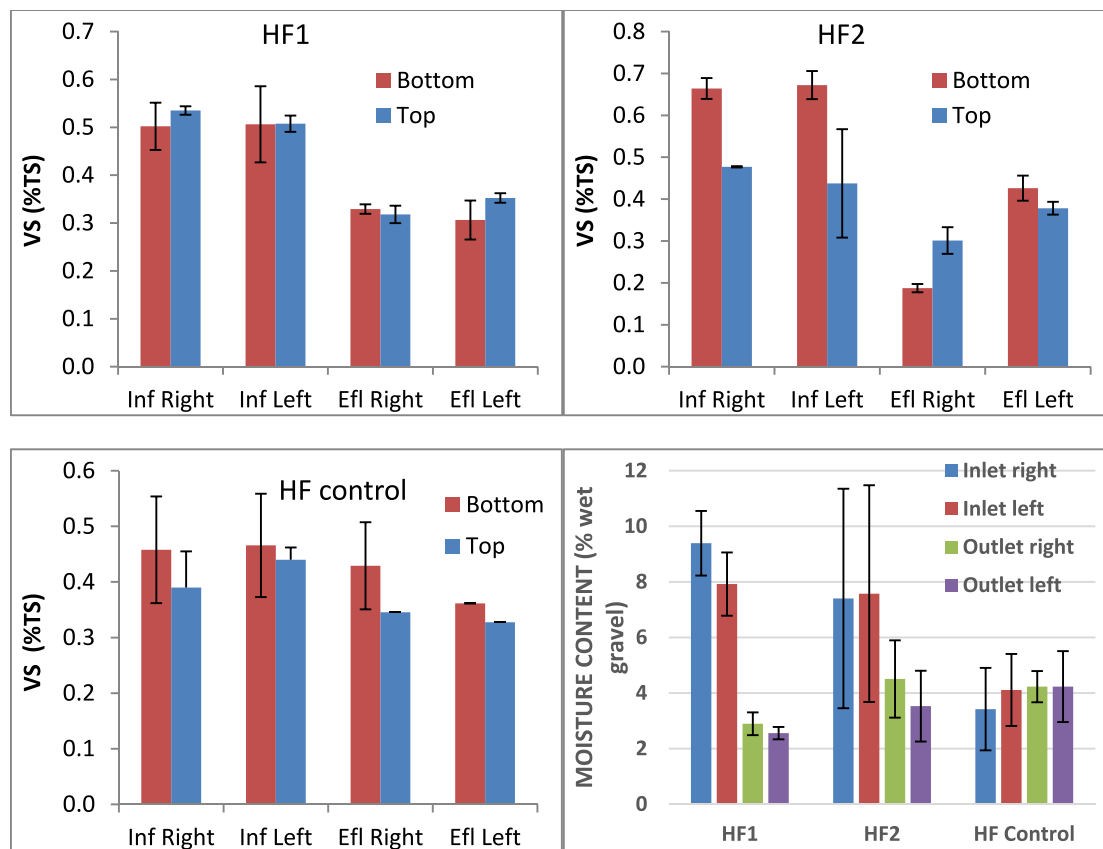 HF1
Bottom
Top
VS (%TS)
0.7
0.6
0.5
0.4
0.3
0.2
0.1
0.0
Inf Right Inf Left Efl Right Efl Left
HF2
Bottom
Top
VS (%TS)
0.8
0.7
0.6
0.5
0.4
0.3
0.2
0.1
0.0
Inf Right Inf Left Efl Right Efl Left
HF control
Bottom
Top
VS (%TS)
0.6
0.5
0.4
0.3
0.2
0.1
0.0
Inf Right Inf Left Efl Right Efl Left
Inlet right
Inlet left
Outlet right
Outlet left
MOISTURE CONTENT (% wet
gravel)
12
10
8
6
4
2
0
HF1 HF2 HF Control